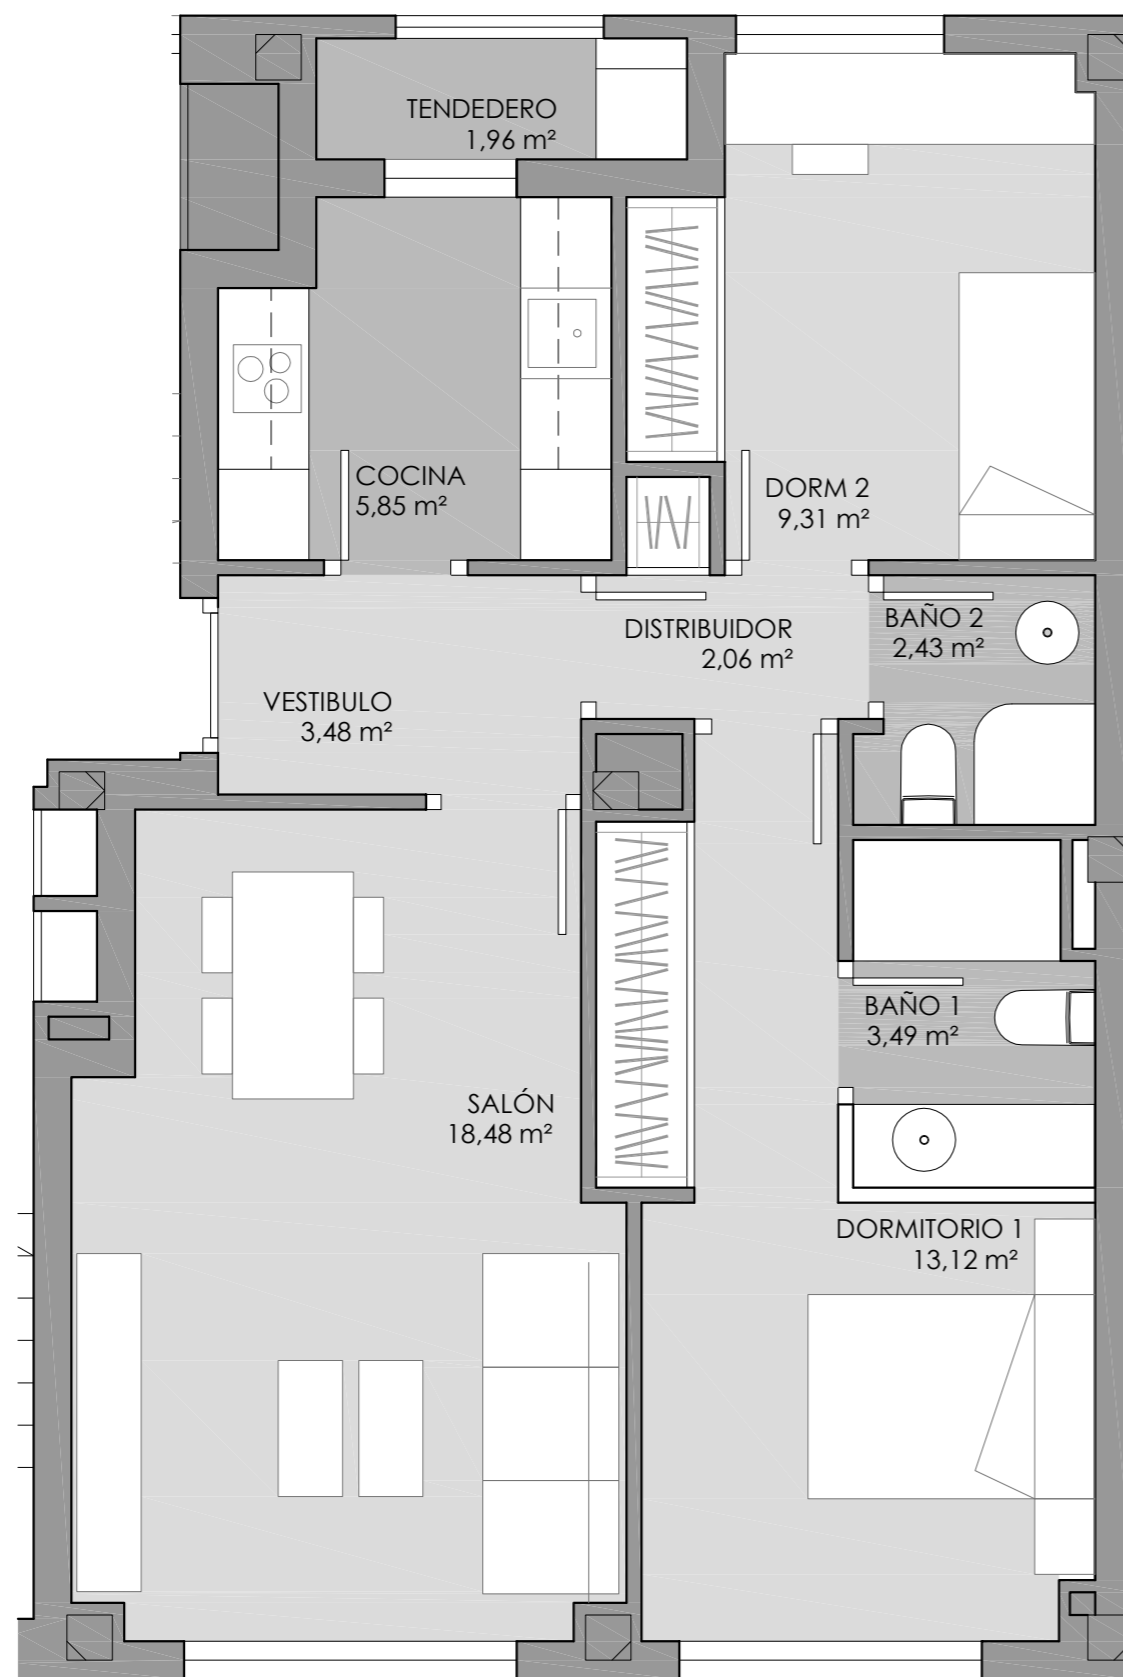 TENDEDERO
1,96 m²
COCINA
5,85 m²
DORM 2
9,31 m²
DISTRIBUIDOR
2,06 m²
BAÑO 2
2,43 m²
VESTIBULO
3,48 m²
BAÑO 1
3,49 m²
SALÓN
18,48 m²
DORMITORIO 1
13,12 m²